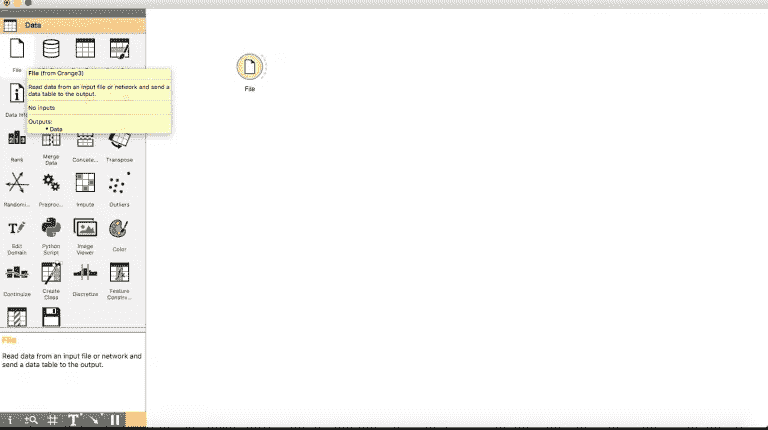 Data
File
File (from Orange3)
Read data from an input file or network and send a
data table to the output.
No inputs
Outputs:
• Data
Data Info
Rank
Merge
Data
Concate...
Transpose
Randomi...
Preproc...
Impute
Outliers
Edit
Domain
Python
Script
Image
Viewer
Color
Continuize
Create
Class
Discretize
Feature
Constru...
File
Read data from an input file or network and
send a data table to the output.
File